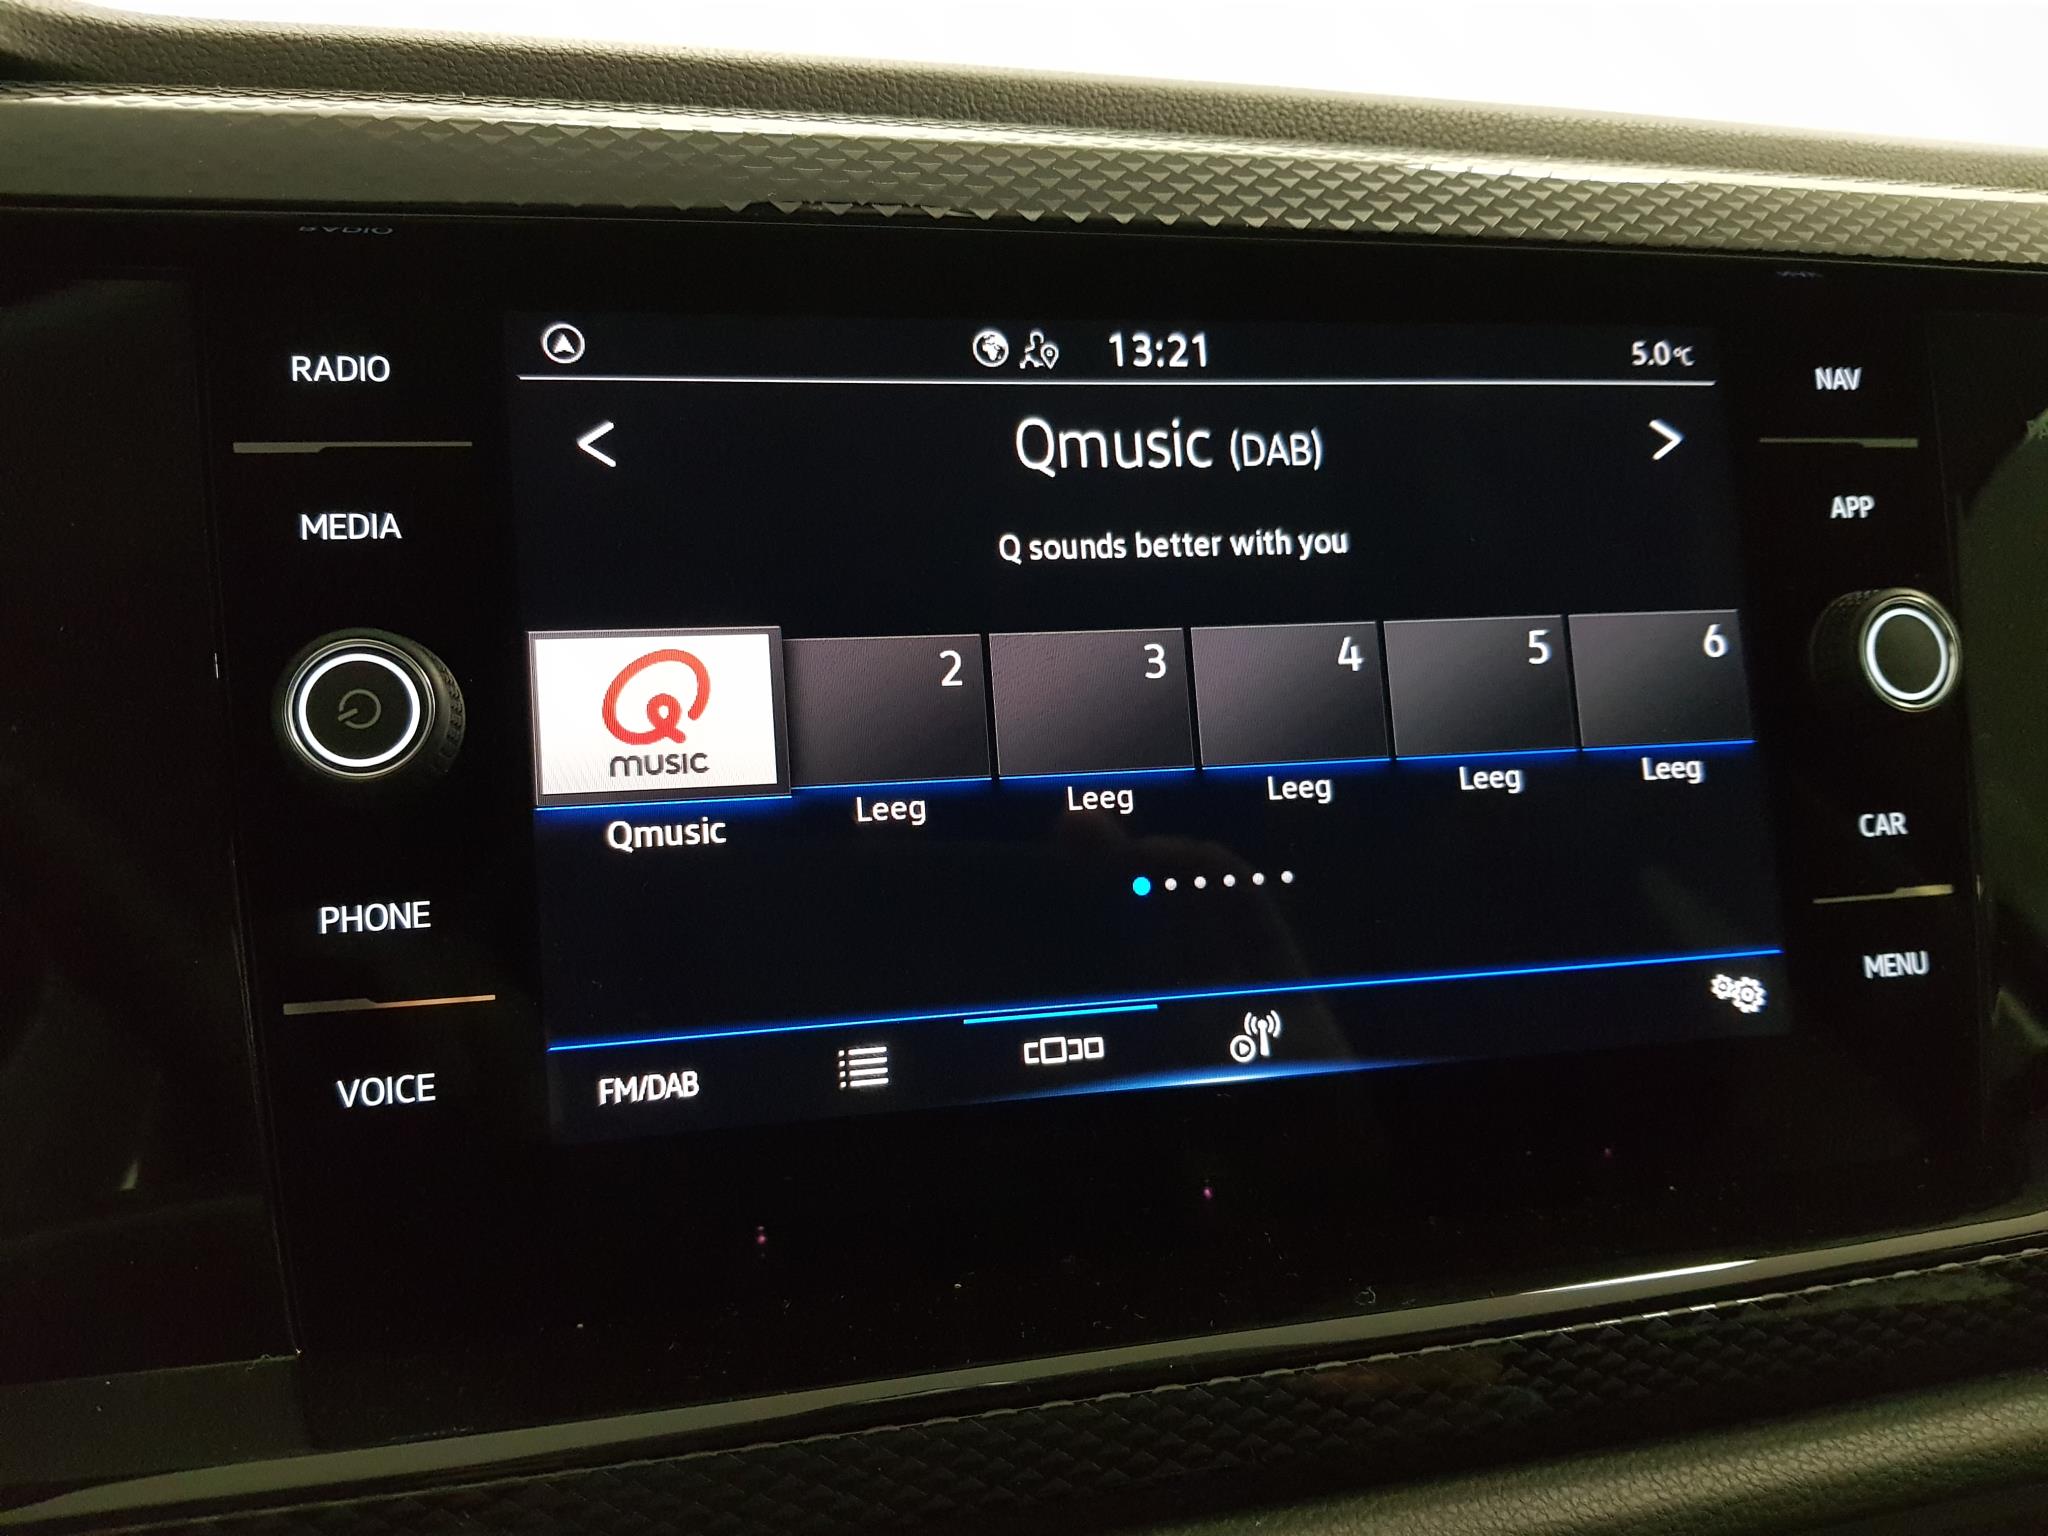 RADIO
MEDIA
PHONE
VOICE
13:21
5.0°C
Qmusic (DAB)
Q sounds better with you
Q
music
2
3
4
5
6
Qmusic
Leeg
Leeg
Leeg
Leeg
Leeg
FM/DAB
NAV
APP
CAR
MENU